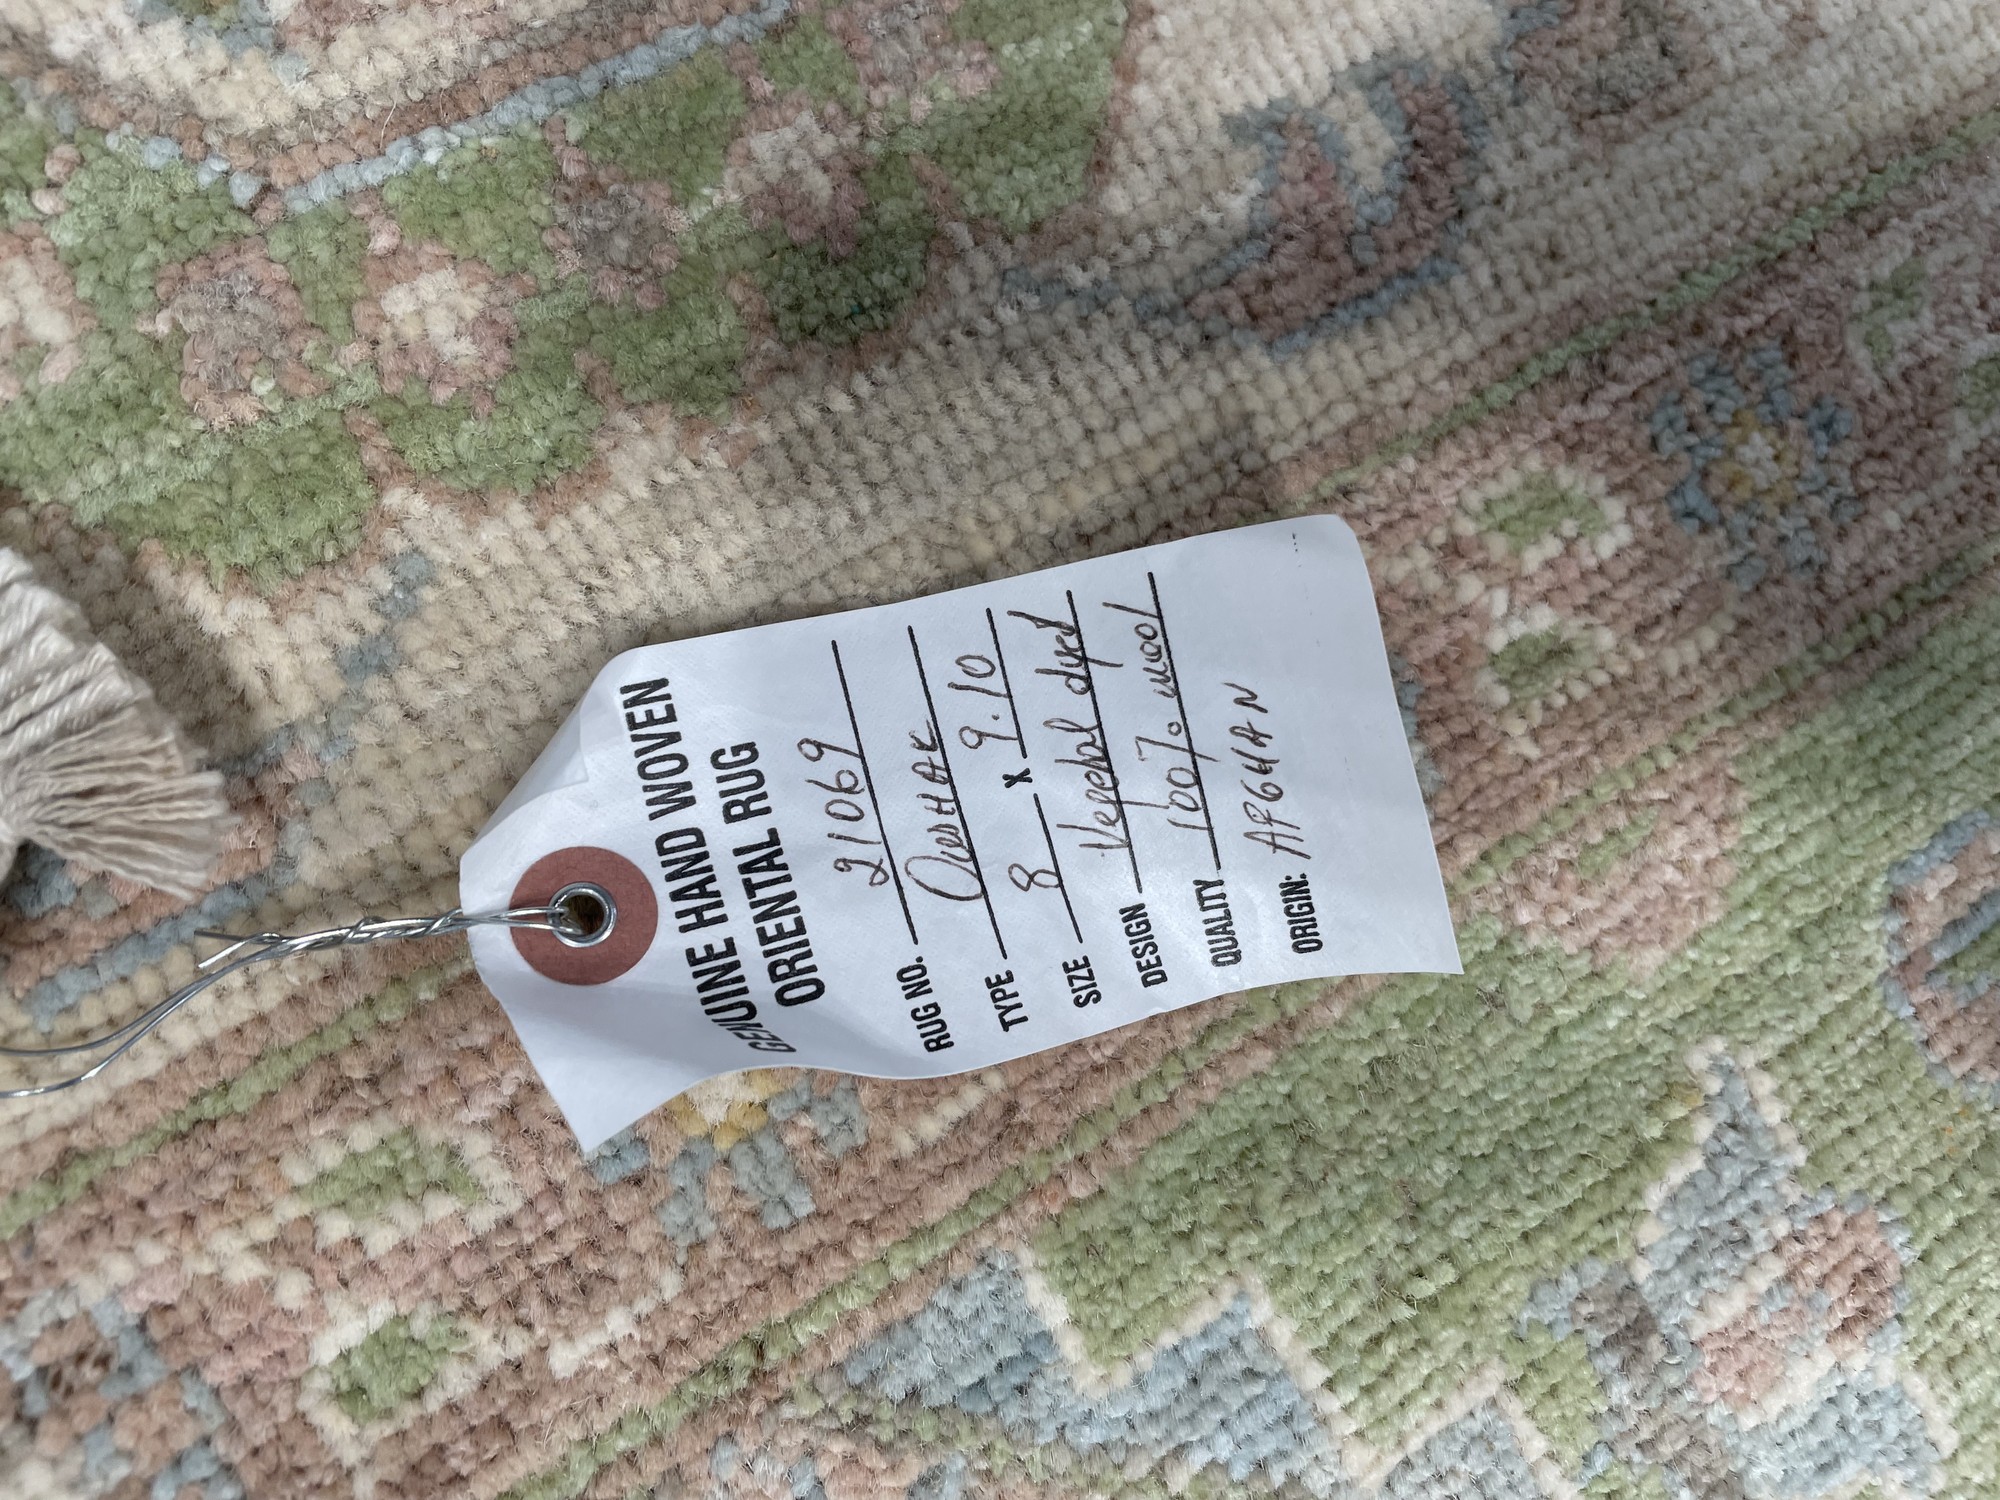 GENUINE HAND WOVEN
ORIENTAL RUG
RUG NO. 21069
TYPE OUSHAK
SIZE 8 x 9.10
DESIGN Vegetal dyed
QUALITY 100% wool
ORIGIN: AFGHAN